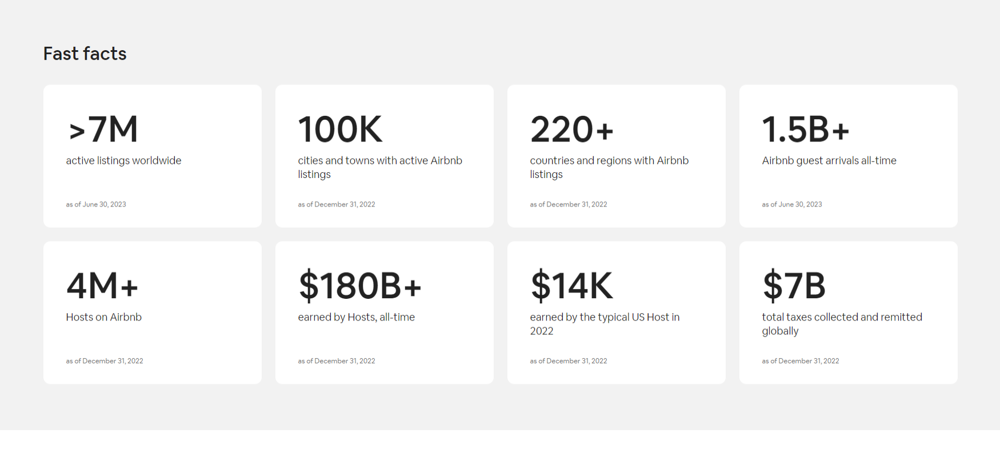 Fast facts
>7M
active listings worldwide
as of June 30, 2023
100K
cities and towns with active Airbnb
listings
as of December 31, 2022
220+
countries and regions with Airbnb
listings
as of December 31, 2022
1.5B+
Airbnb guest arrivals all-time
as of June 30, 2023
4M+
Hosts on Airbnb
as of December 31, 2022
$180B+
earned by Hosts, all-time
as of December 31, 2022
$14K
earned by the typical US Host in
2022
as of December 31, 2022
$7B
total taxes collected and remitted
globally
as of December 31, 2022